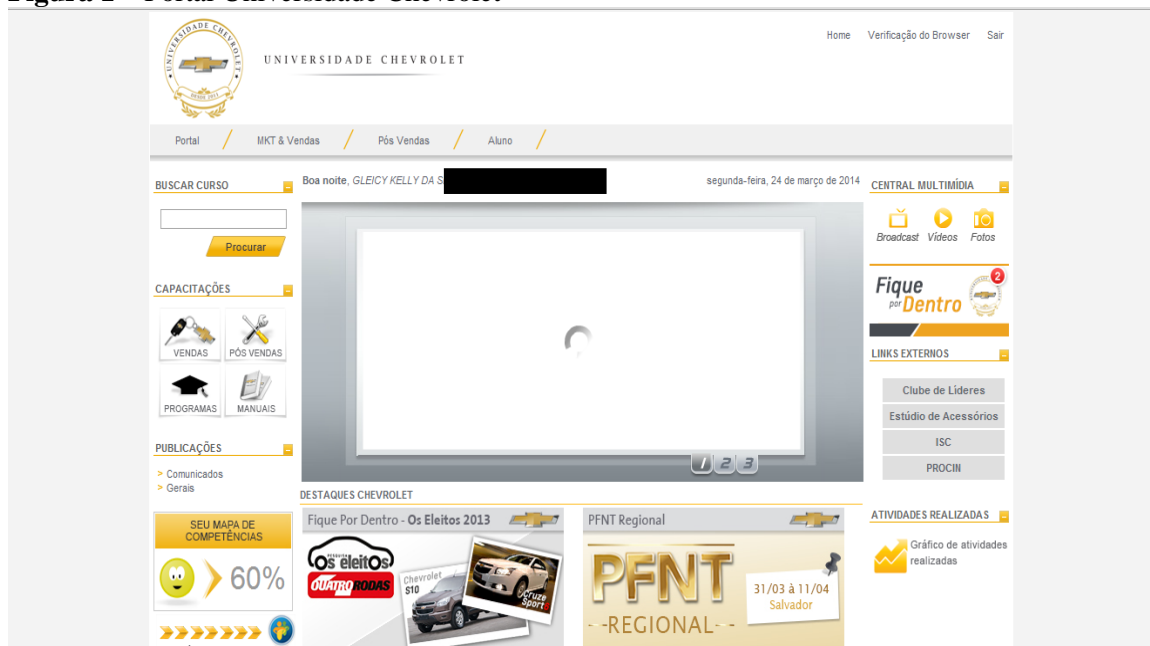 UNIVERSIDADE CHEVROLET
Home Verificação do Browser Sair
UNIVERSIDADE CHEVROLET
DESDE 2011
Portal MKT & Vendas Pós Vendas Aluno
BUSCAR CURSO
Procurar
CAPACITAÇÕES
VENDAS PÓS VENDAS
PROGRAMAS MANUAIS
PUBLICAÇÕES
> Comunicados
> Gerais
SEU MAPA DE
COMPETÊNCIAS
60%
Boa noite, GLEICY KELLY DA S
segunda-feira, 24 de março de 2014
1 2 3
DESTAQUES CHEVROLET
Fique Por Dentro - Os Eleitos 2013
Os eleitos
QUATRO RODAS
Chevrolet
S10
Cruze
Sport
PFNT Regional
PFNT
31/03 à 11/04
Salvador
--REGIONAL--
CENTRAL MULTIMÍDIA
Broadcast Vídeos Fotos
Fique
por Dentro
2
LINKS EXTERNOS
Clube de Líderes
Estúdio de Acessórios
ISC
PROCIN
ATIVIDADES REALIZADAS
Gráfico de atividades
realizadas